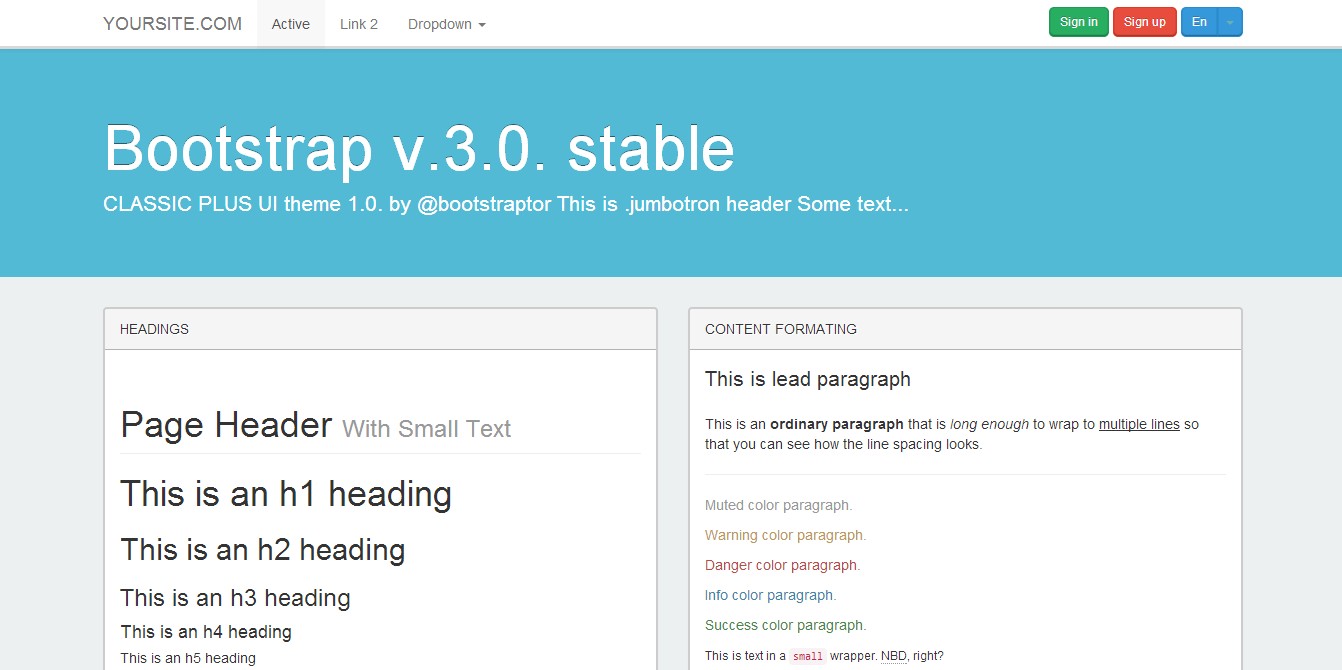 YOURSITE.COM Active Link 2 Dropdown Sign in Sign up En
Bootstrap v.3.0. stable
CLASSIC PLUS UI theme 1.0. by @bootstraptor This is .jumbotron header Some text...
HEADINGS
Page Header With Small Text
This is an h1 heading
This is an h2 heading
This is an h3 heading
This is an h4 heading
This is an h5 heading
CONTENT FORMATING
This is lead paragraph
This is an ordinary paragraph that is long enough to wrap to multiple lines so
that you can see how the line spacing looks.
Muted color paragraph.
Warning color paragraph.
Danger color paragraph.
Info color paragraph.
Success color paragraph.
This is text in a small wrapper. NBD, right?